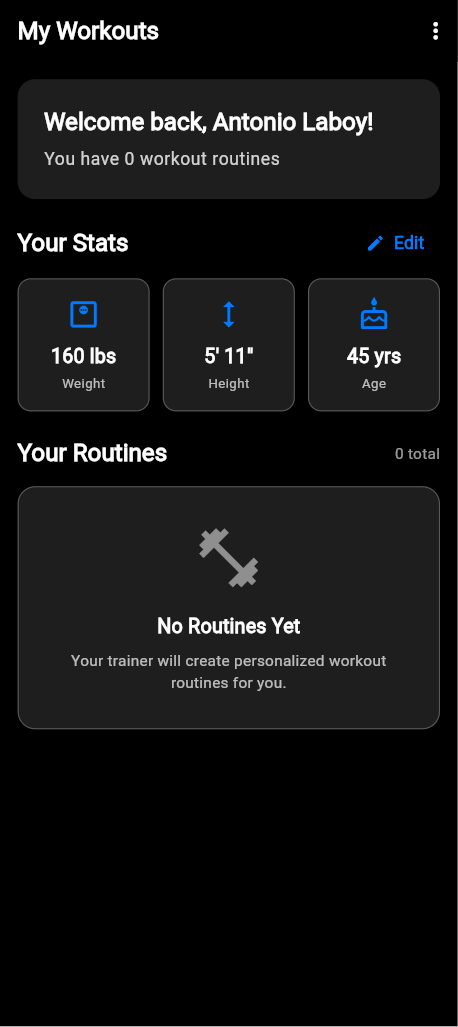 My Workouts
Welcome back, Antonio Laboy!
You have 0 workout routines
Your Stats
Edit
160 lbs
Weight
5' 11"
Height
45 yrs
Age
Your Routines
0 total
No Routines Yet
Your trainer will create personalized workout
routines for you.